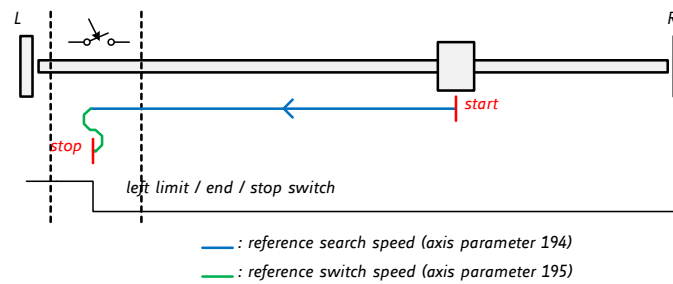 L
R
start
stop
left limit / end / stop switch
: reference search speed (axis parameter 194)
: reference switch speed (axis parameter 195)